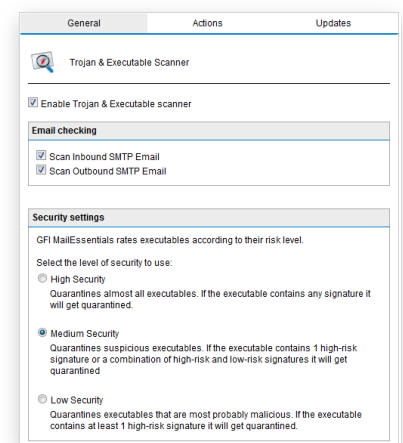 General Actions Updates
Trojan & Executable Scanner
Enable Trojan & Executable scanner
Email checking
Scan Inbound SMTP Email
Scan Outbound SMTP Email
Security settings
GFI MailEssentials rates executables according to their risk level.
Select the level of security to use:
High Security
Quarantines almost all executables. If the executable contains any signature it
will get quarantined.
Medium Security
Quarantines suspicious executables. If the executable contains 1 high-risk
signature or a combination of high-risk and low-risk signatures it will get
quarantined
Low Security
Quarantines executables that are most probably malicious. If the executable
contains at least 1 high-risk signature it will get quarantined.